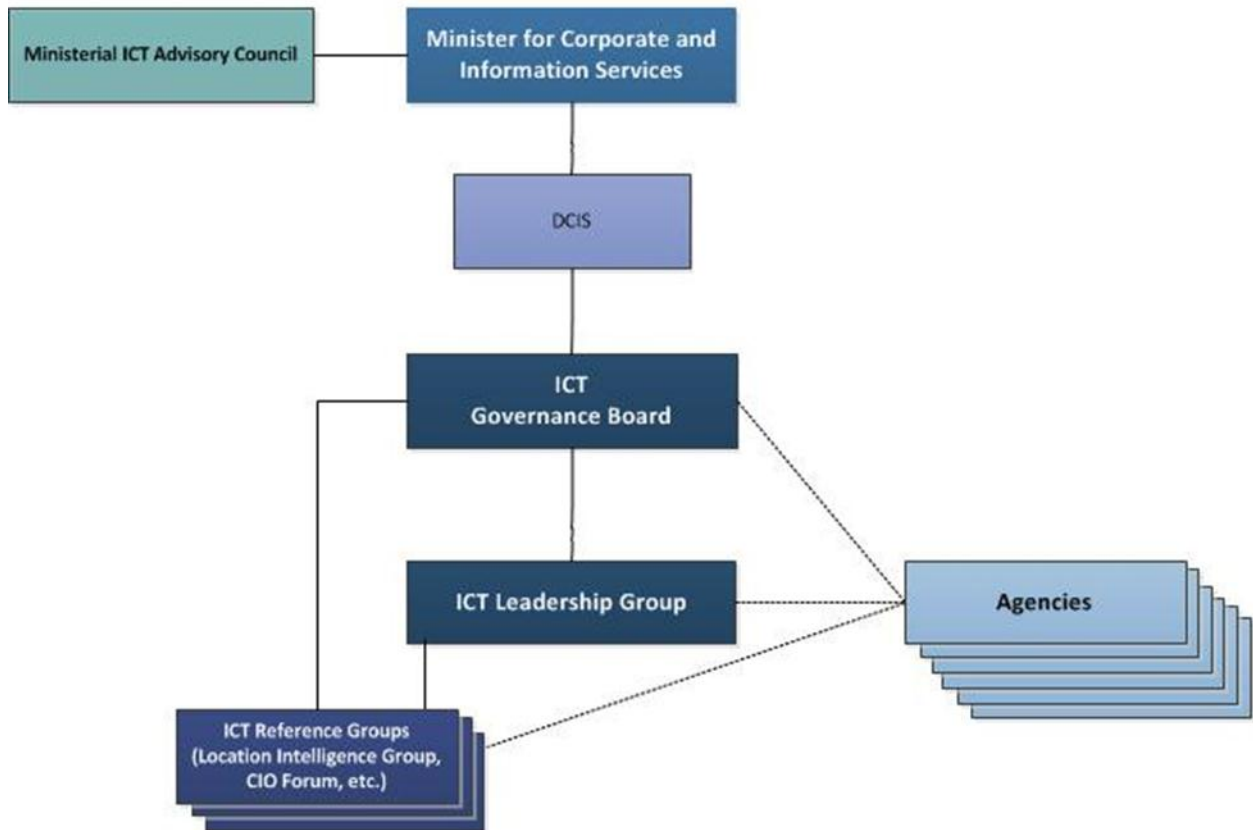 Ministerial ICT Advisory Council
Minister for Corporate and
Information Services
DCIS
ICT
Governance Board
ICT Leadership Group
Agencies
ICT Reference Groups
(Location Intelligence Group,
CIO Forum, etc.)